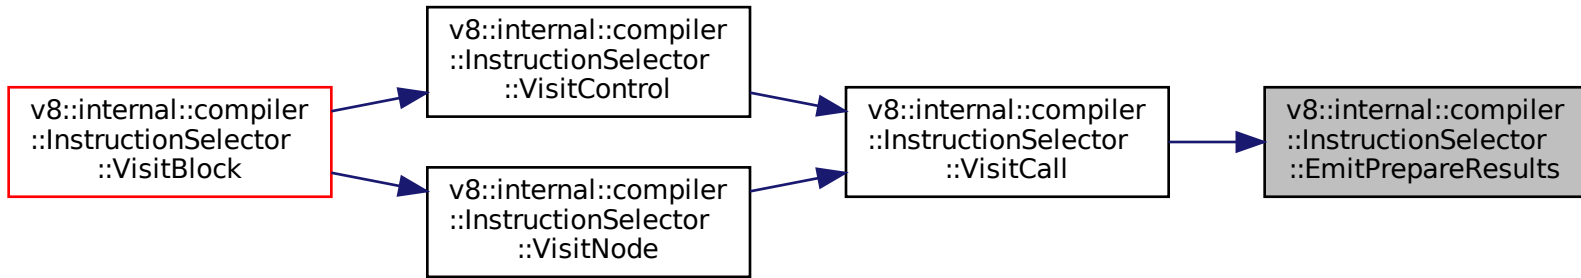 v8::internal::compiler
::InstructionSelector
::VisitBlock
v8::internal::compiler
::InstructionSelector
::VisitControl
v8::internal::compiler
::InstructionSelector
::VisitNode
v8::internal::compiler
::InstructionSelector
::VisitCall
v8::internal::compiler
::InstructionSelector
::EmitPrepareResults